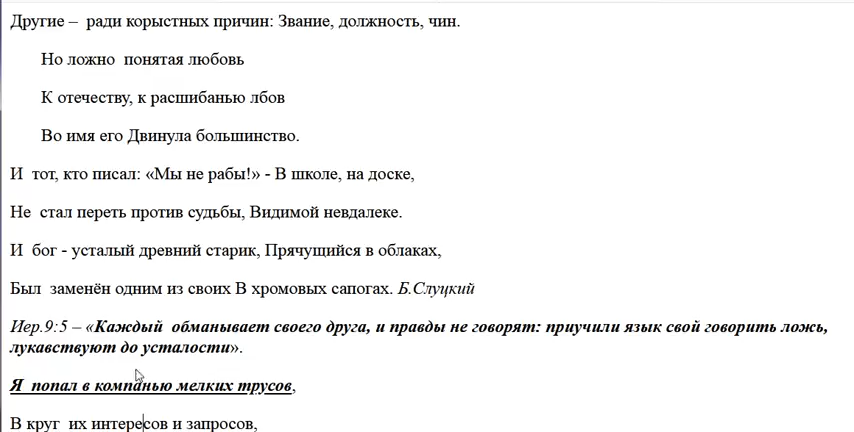 Другие – ради корыстных причин: Звание, должность, чин.
Но ложно понятая любовь
К отечеству, к расшибанью лбов
Во имя его Двинула большинство.
И тот, кто писал: «Мы не рабы!» - В школе, на доске,
Не стал переть против судьбы, Видимой невдалеке.
И бог - усталый древний старик, Прячущийся в облаках,
Был заменён одним из своих В хромовых сапогах. Б.Слуцкий
Иер.9:5 – «Каждый обманывает своего друга, и правды не говорят: приучили язык свой говорить ложь,
лукавствуют до усталости».
Я попал в компанью мелких трусов,
В круг их интересов и запросов,